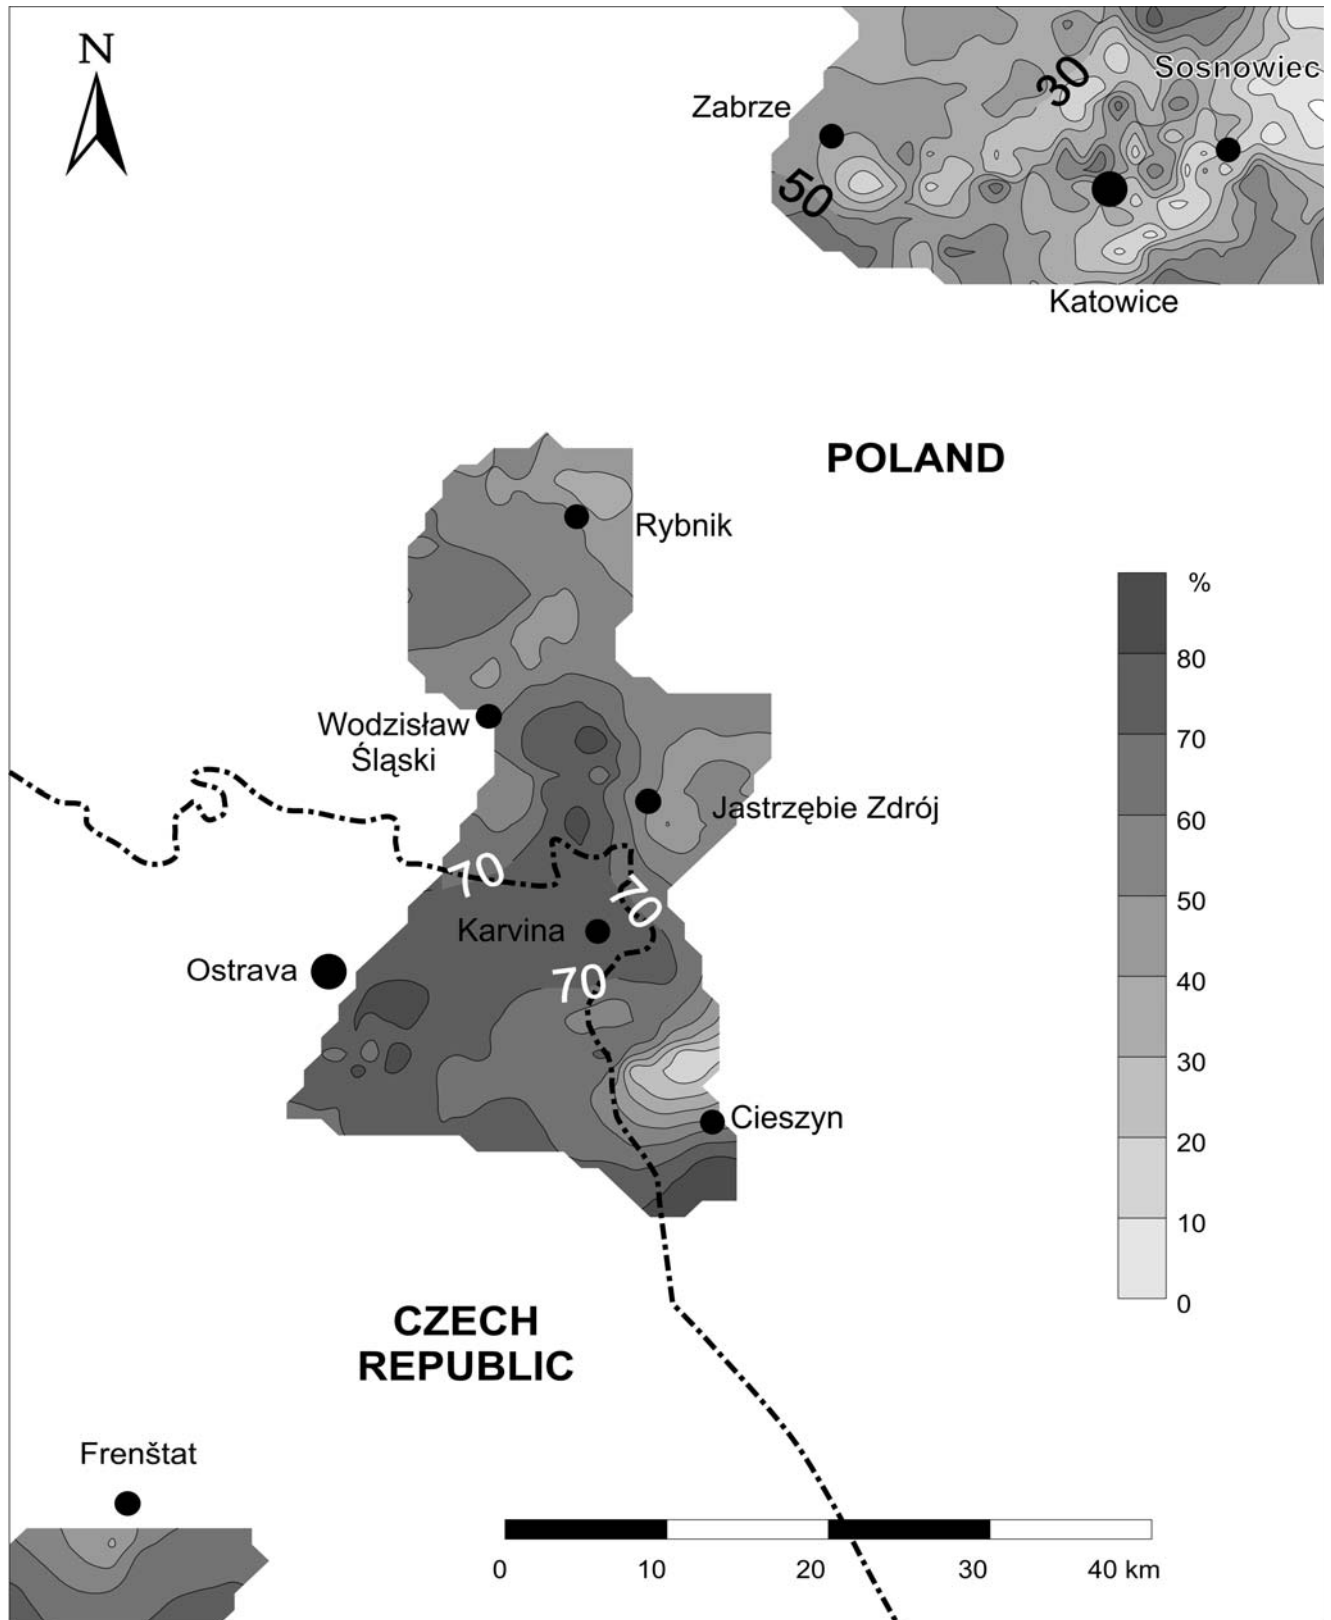 N
Sosnowiec
30
Zabrze
50
Katowice
POLAND
Rybnik
%
80
70
60
50
40
30
20
10
0
Wodzisław
Śląski
Jastrzębie Zdrój
70
70
Karvina
70
Ostrava
Cieszyn
CZECH
REPUBLIC
Frenštat
0 10 20 30 40 km